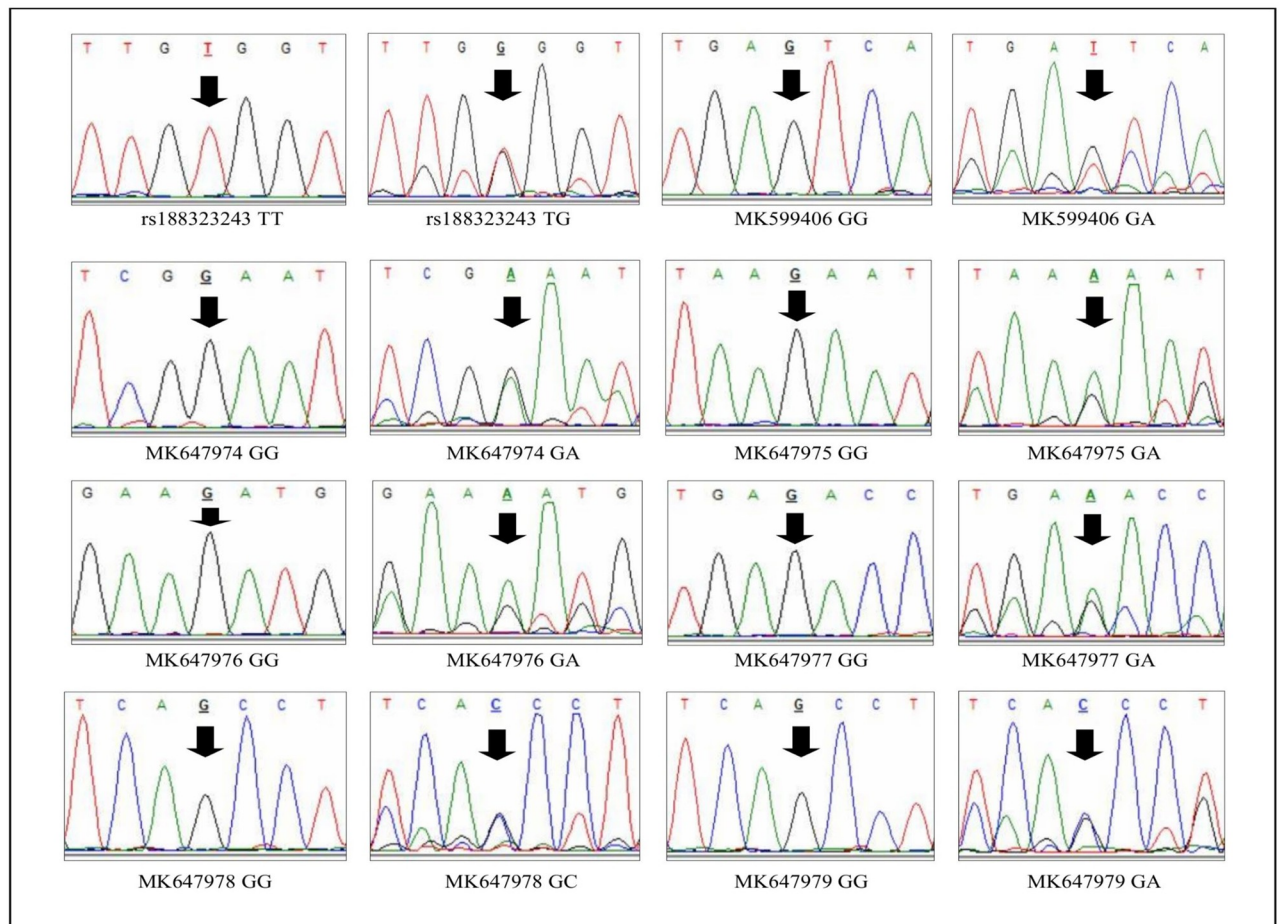 T T G T G G T T T G G G G T T G A G T C A T G A T T C A
rs188323243 TT rs188323243 TG MK599406 GG MK599406 GA
T C G G A A T T C G A A A T T A A G A A T T A A A A A T
MK647974 GG MK647974 GA MK647975 GG MK647975 GA
G A A G A T G G A A A A T G T G A G A C C T G A A A C C
MK647976 GG MK647976 GA MK647977 GG MK647977 GA
T C A G C C T T C A C C C T T C A G C C T T C A C C C T
MK647978 GG MK647978 GC MK647979 GG MK647979 GA